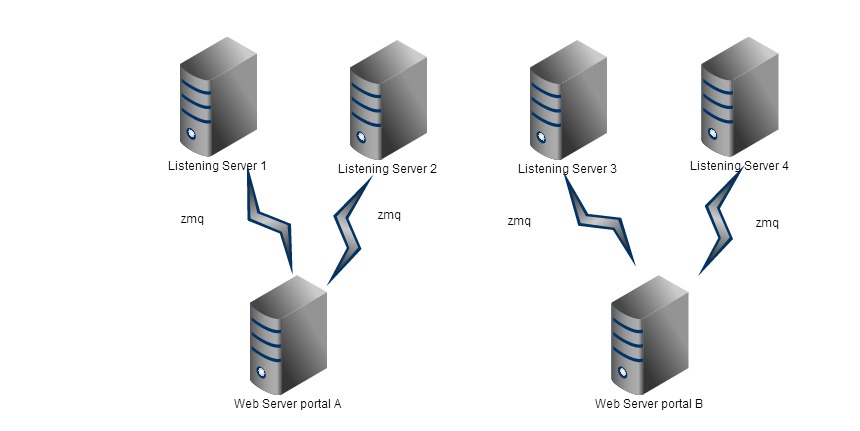 Listening Server 1
Listening Server 2
Listening Server 3
Listening Server 4
zmq
zmq
zmq
zmq
Web Server portal A
Web Server portal B